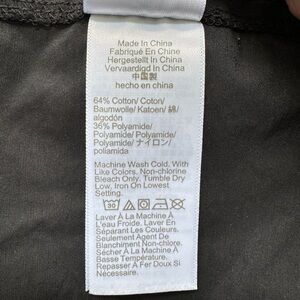 Made In China
Fabriqué En Chine
Hergestellt In China
Vervaardigd In China
中国製
hecho en china
64% Cotton/ Coton/
Baumwolle/ Katoen/ 綿/
algodón
36% Polyamide/ Polyamide/
Polyamid/ Polyamide/
Polyamide/ ナイロン/
poliamida
Machine Wash Cold. With
Like Colors. Non-chlorine
Bleach Only. Tumble Dry
Low. Iron On Lowest
Setting.
30
Laver À La Machine À
L'eau Froide. Laver En
Séparant Les Couleurs.
Seulement Agent De
Blanchiment Non-chlore.
Sécher À La Machine À
Basse Température.
Repasser À Fer Doux Si
Nécessaire.